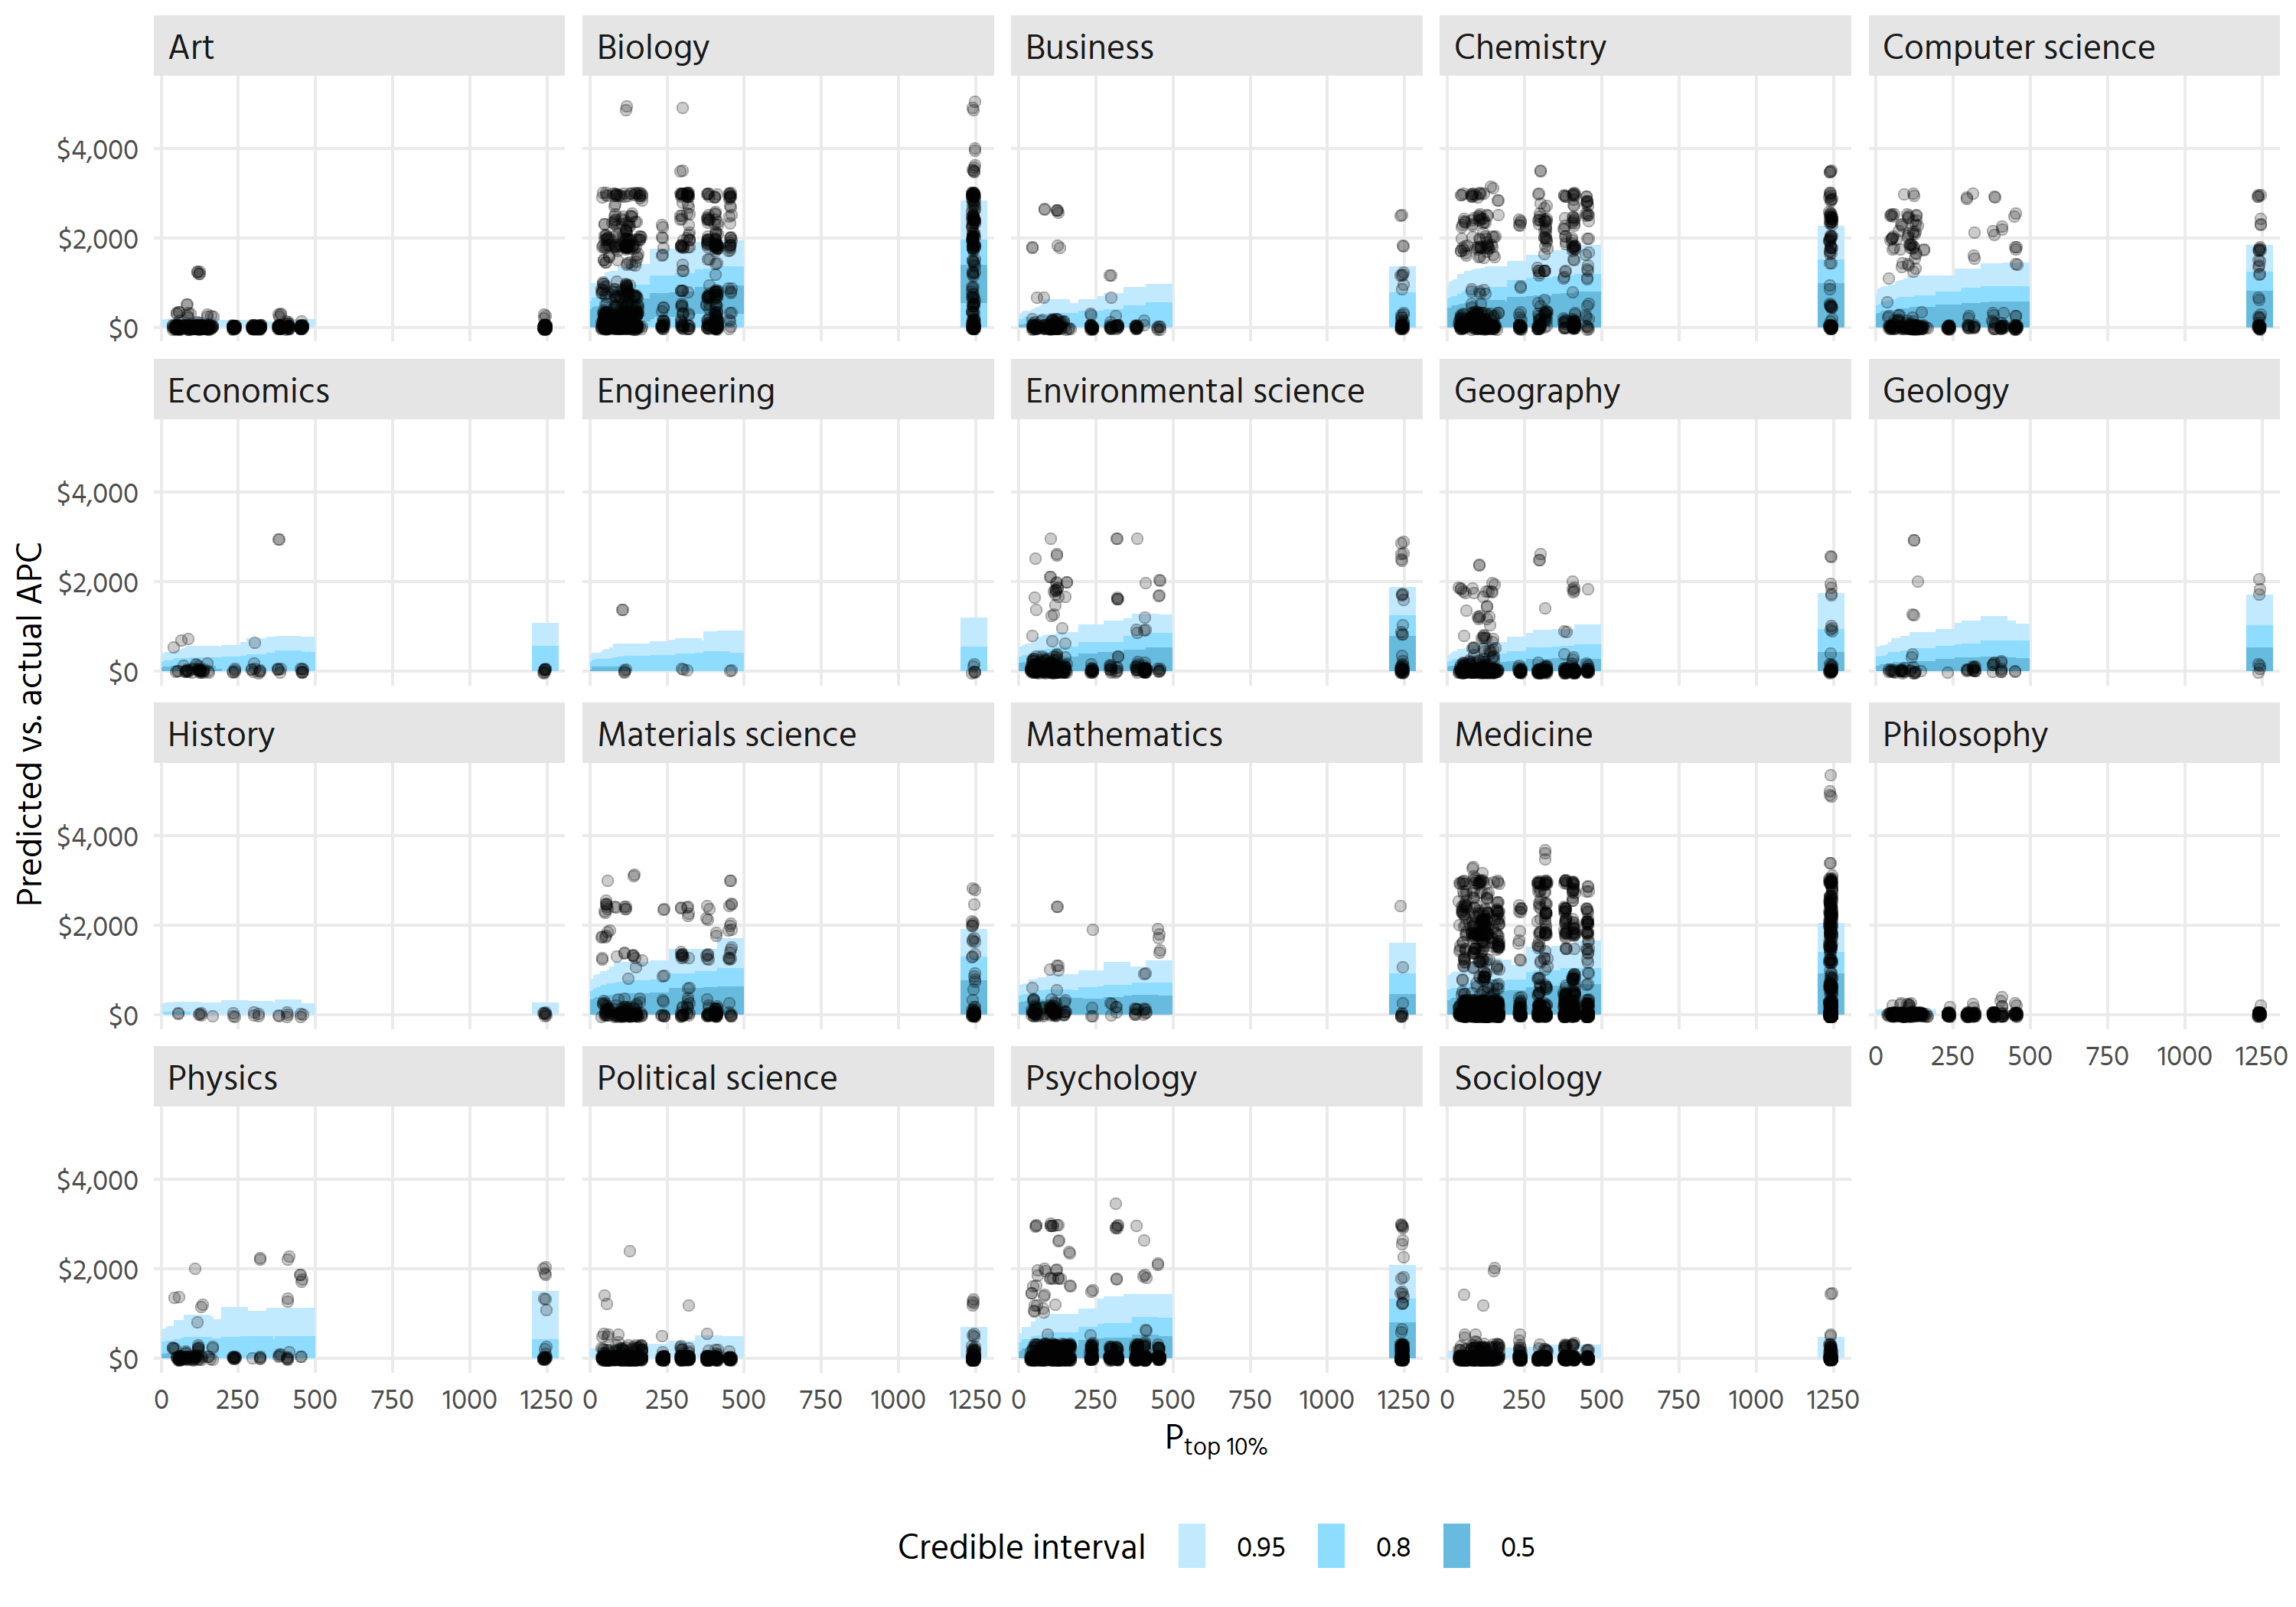 Art
Biology
Business
Chemistry
Computer science
$4,000
$2,000
$0
Economics
Engineering
Environmental science
Geography
Geology
$4,000
$2,000
$0
History
Materials science
Mathematics
Medicine
Philosophy
$4,000
$2,000
$0
0 250 500 750 1000 1250
Physics
Political science
Psychology
Sociology
$4,000
$2,000
$0
0 250 500 750 1000 1250
0 250 500 750 1000 1250
0 250 500 750 1000 1250
0 250 500 750 1000 1250
Predicted vs. actual APC
Ptop 10%
Credible interval 0.95 0.8 0.5